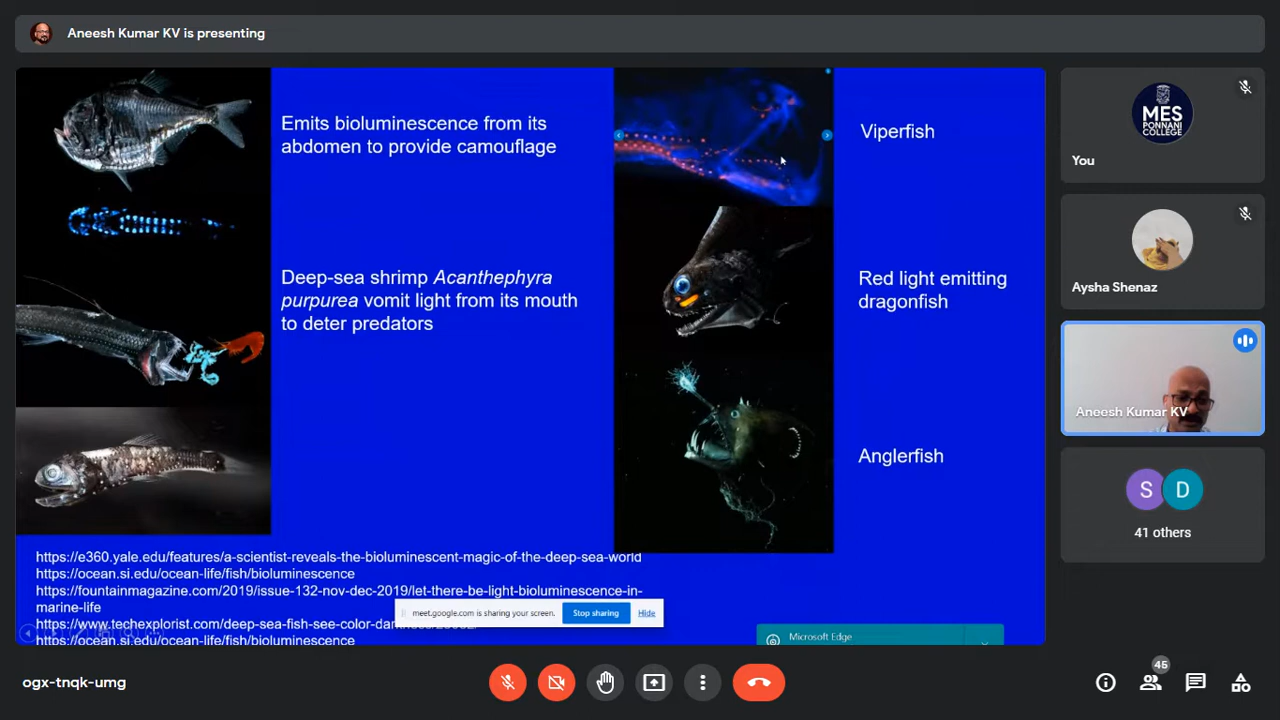 Aneesh Kumar KV is presenting
Emits bioluminescence from its
abdomen to provide camouflage
Deep-sea shrimp Acanthephyra
purpurea vomit light from its mouth
to deter predators
Viperfish
Red light emitting
dragonfish
Anglerfish
https://e360.yale.edu/features/a-scientist-reveals-the-bioluminescent-magic-of-the-deep-sea-world
https://ocean.si.edu/ocean-life/fish/bioluminescence
https://fountainmagazine.com/2019/issue-132-nov-dec-2019/let-there-be-light-bioluminescence-in-
marine-life
https://www.techexplorist.com/deep-sea-fish-see-color-
https://ocean.si.edu/ocean-life/fish/bioluminescence
meet.google.com is sharing your screen.
Stop sharing
Hide
Microsoft Edge
MES
PONNANI
COLLEGE
You
Aysha Shenaz
Aneesh Kumar KV
S
D
41 others
ogx-tnqk-umg
45